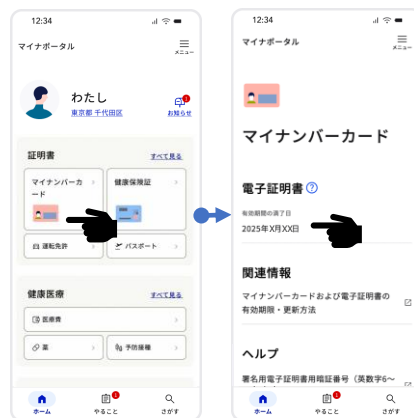 12:34
マイナポータル
メニュー
わたし
東京都 千代田区
1
お知らせ
証明書
すべて見る
マイナンバーカ
ード
健康保険証
運転免許
パスポート
健康医療
すべて見る
医療費
薬
予防接種
1
ホーム
やること
さがす
12:34
マイナポータル
メニュー
マイナンバーカード
電子証明書
有効期間の満了日
2025年X月XX日
関連情報
マイナンバーカードおよび電子証明書の
有効期限・更新方法
ヘルプ
署名用電子証明書用暗証番号（英数字6〜
1
ホーム
やること
さがす